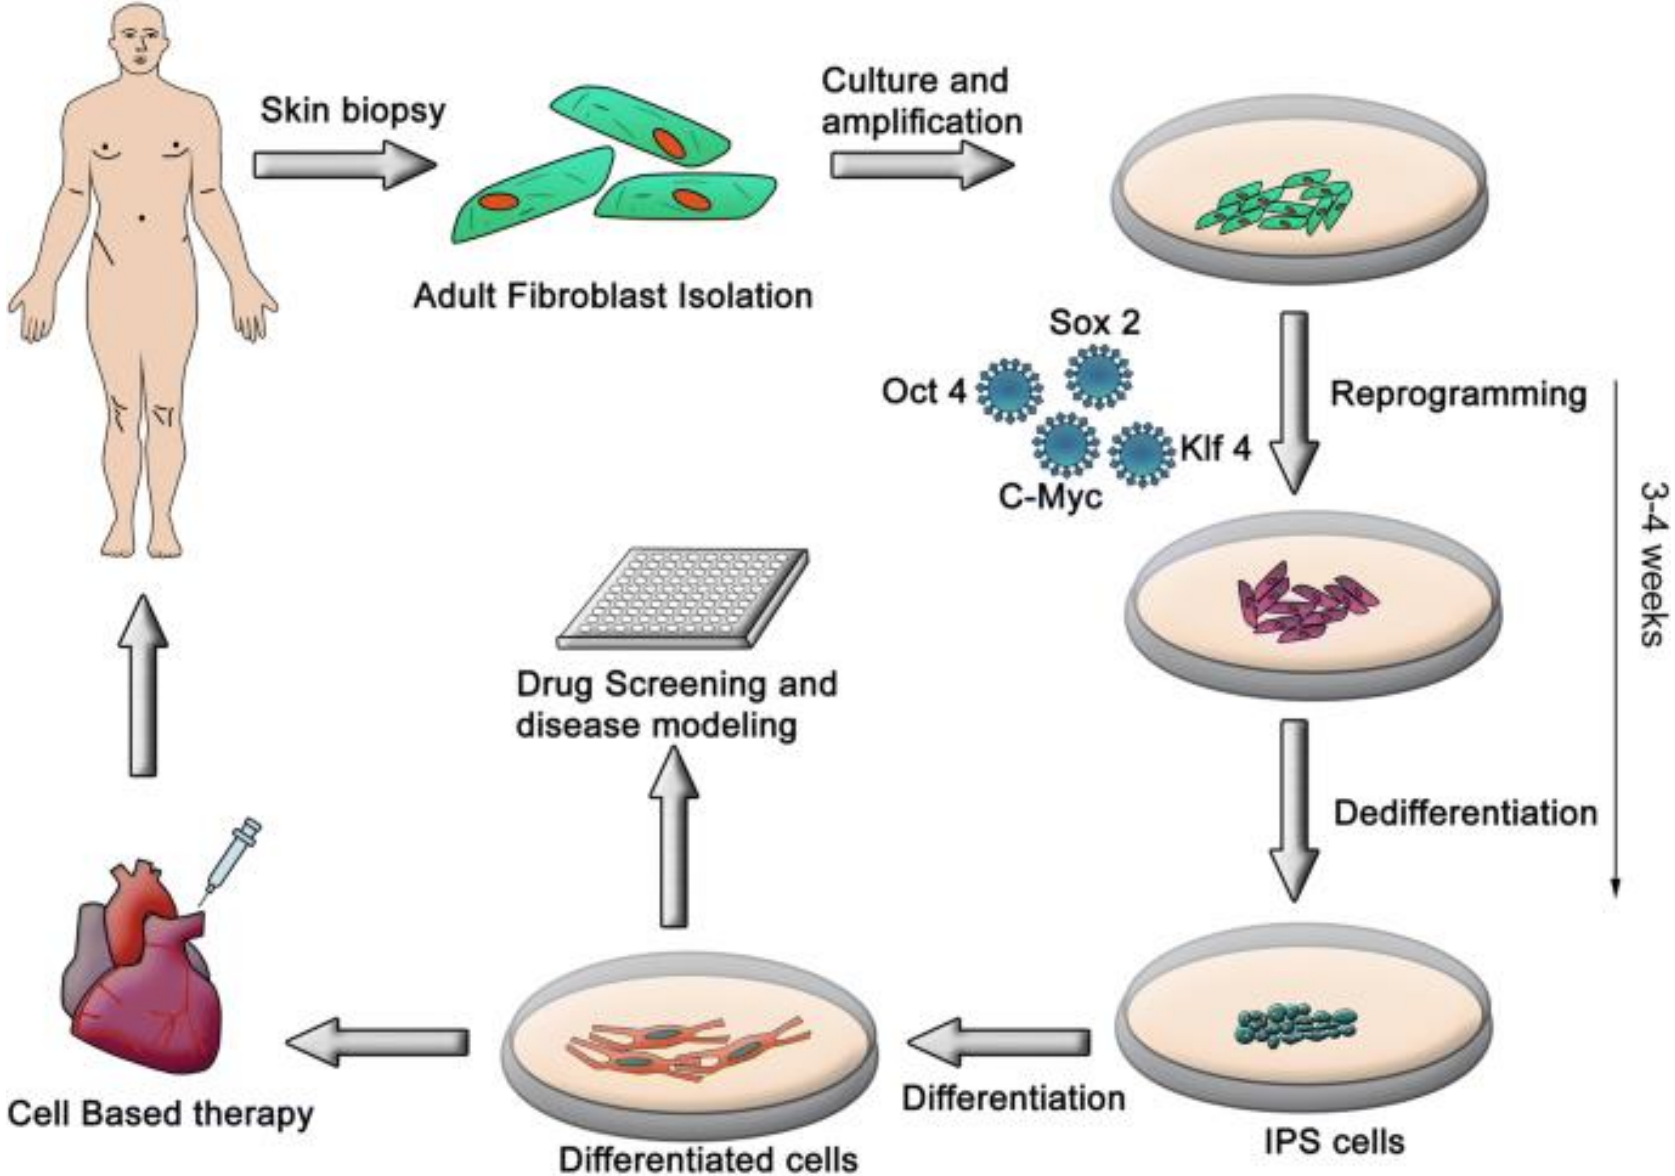 Skin biopsy
Culture and
amplification
Adult Fibroblast Isolation
Sox 2
Oct 4
Klf 4
C-Myc
Reprogramming
3-4 weeks
Drug Screening and
disease modeling
Dedifferentiation
Differentiation
Cell Based therapy
IPS cells
Differentiated cells